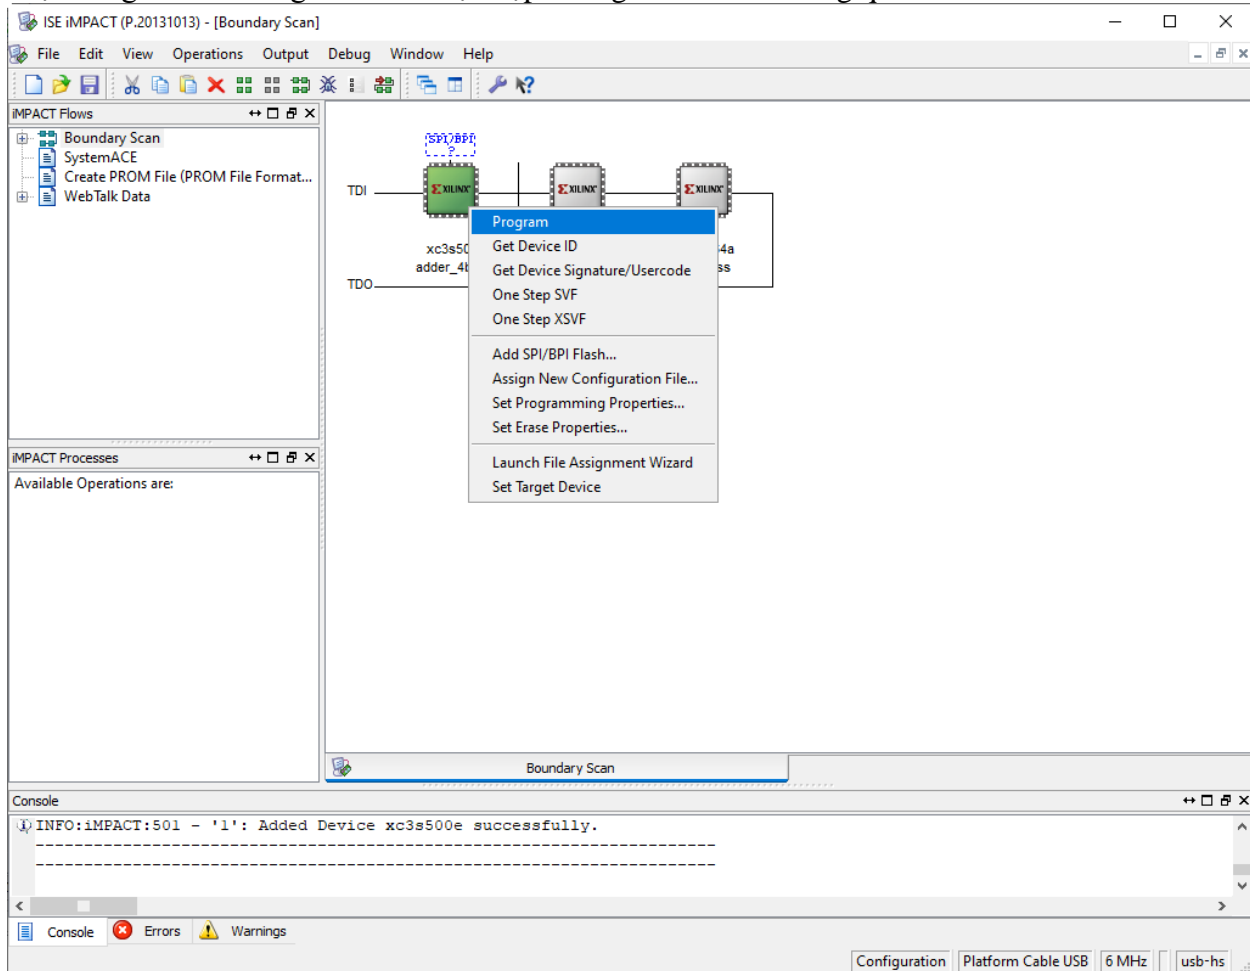 ISE iMPACT (P.20131013) - [Boundary Scan]
File Edit View Operations Output Debug Window Help
iMPACT Flows
Boundary Scan
SystemACE
Create PROM File (PROM File Format...
WebTalk Data
SPI/BPI
?
TDI
XILINX XILINX XILINX
xc3s50
adder_4b
4a
ss
TDO
Program
Get Device ID
Get Device Signature/Usercode
One Step SVF
One Step XSVF
Add SPI/BPI Flash...
Assign New Configuration File...
Set Programming Properties...
Set Erase Properties...
Launch File Assignment Wizard
Set Target Device
iMPACT Processes
Available Operations are:
Boundary Scan
Console
INFO:iMPACT:501 - '1': Added Device xc3s500e successfully.
----------------------------------------------------------------------
----------------------------------------------------------------------
Console Errors Warnings
Configuration Platform Cable USB 6 MHz usb-hs